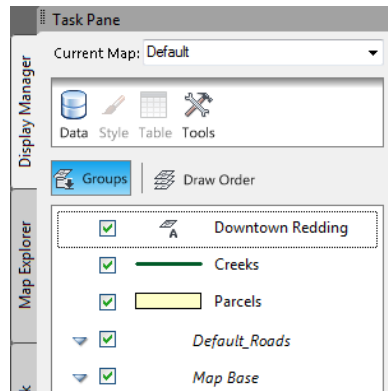 Task Pane
Current Map: Default
Display Manager
Data Style Table Tools
Groups Draw Order
Map Explorer
A Downtown Redding
Creeks
Parcels
Default_Roads
Map Base